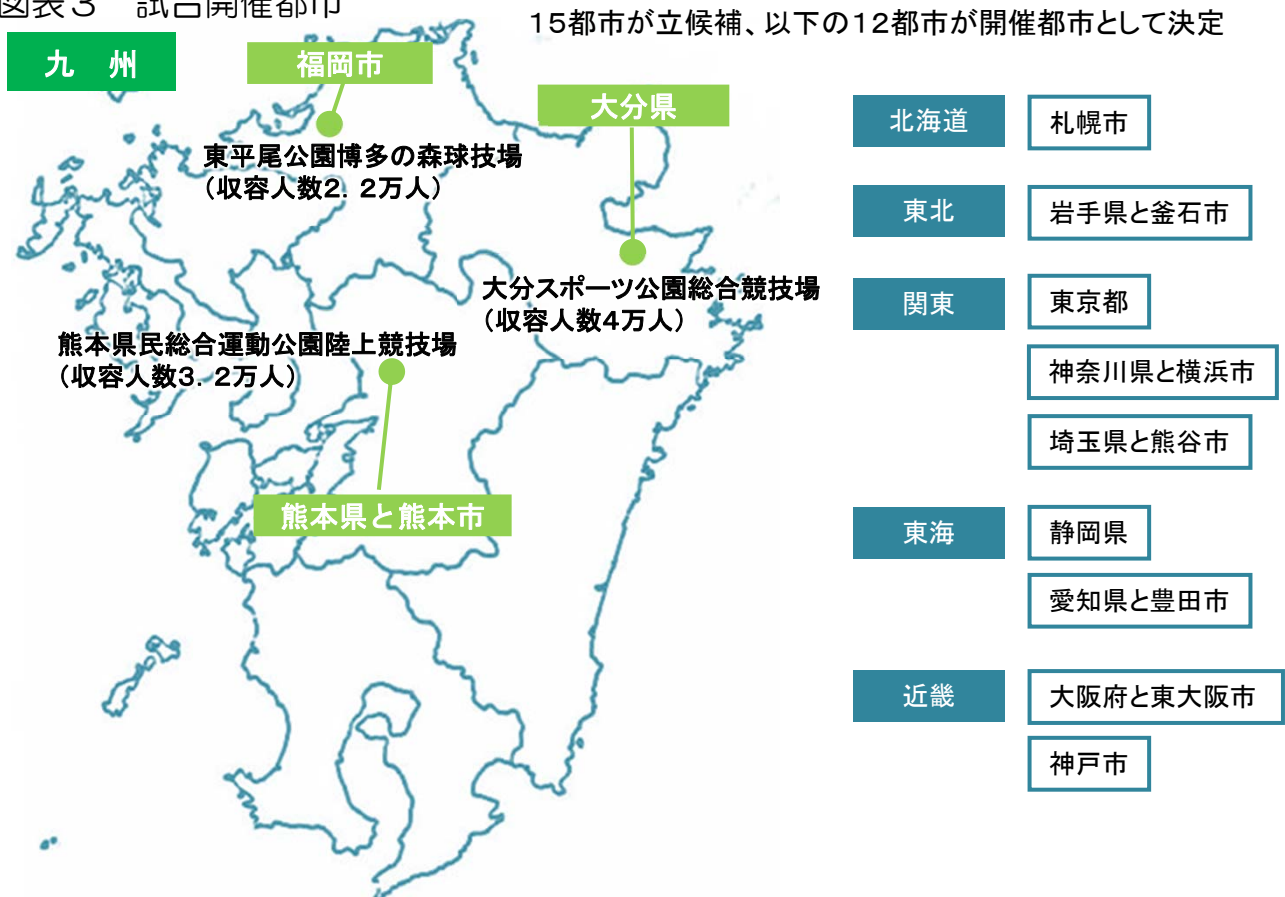 図表3 試合開催都市
15都市が立候補、以下の12都市が開催都市として決定
九 州
福岡市
東平尾公園博多の森球技場
(収容人数2.2万人)
大分県
大分スポーツ公園総合競技場
(収容人数4万人)
熊本県民総合運動公園陸上競技場
(収容人数3.2万人)
熊本県と熊本市
北海道
札幌市
東北
岩手県と釜石市
関東
東京都
神奈川県と横浜市
埼玉県と熊谷市
東海
静岡県
愛知県と豊田市
近畿
大阪府と東大阪市
神戸市